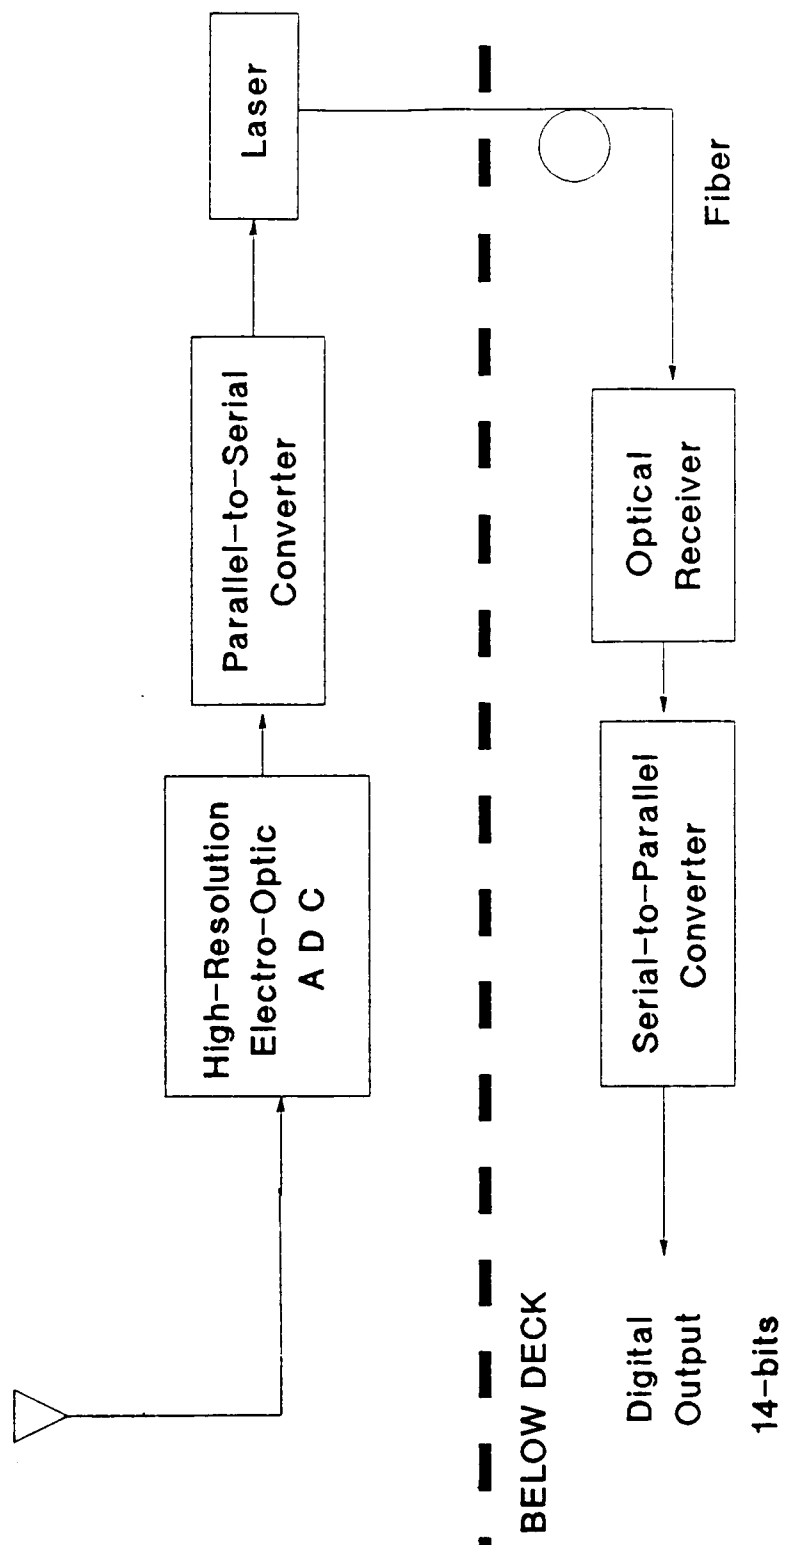 High-Resolution
Electro-Optic
A D C
Parallel-to-Serial
Converter
Laser
BELOW DECK
Digital
Output
14-bits
Serial-to-Parallel
Converter
Optical
Receiver
Fiber